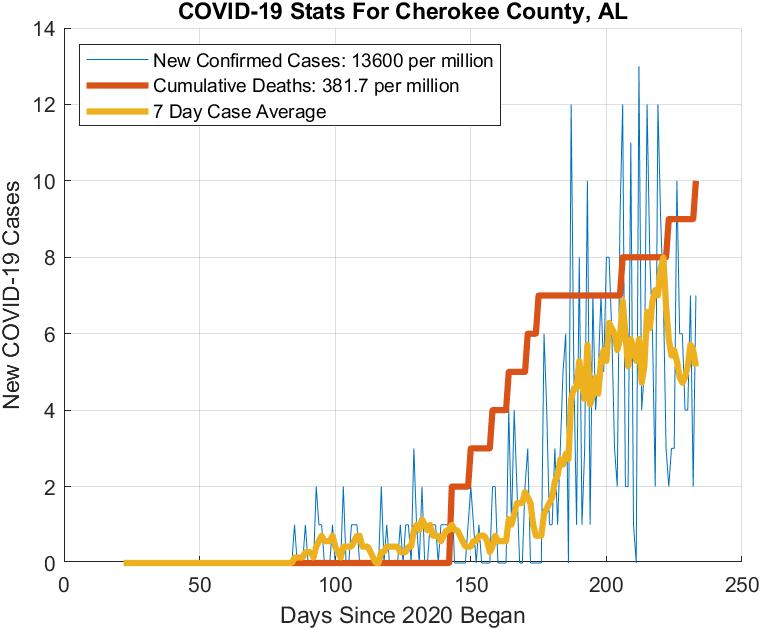 COVID-19 Stats For Cherokee County, AL
14
12
10
8
6
4
2
0
New COVID-19 Cases
New Confirmed Cases: 13600 per million
Cumulative Deaths: 381.7 per million
7 Day Case Average
0 50 100 150 200 250
Days Since 2020 Began